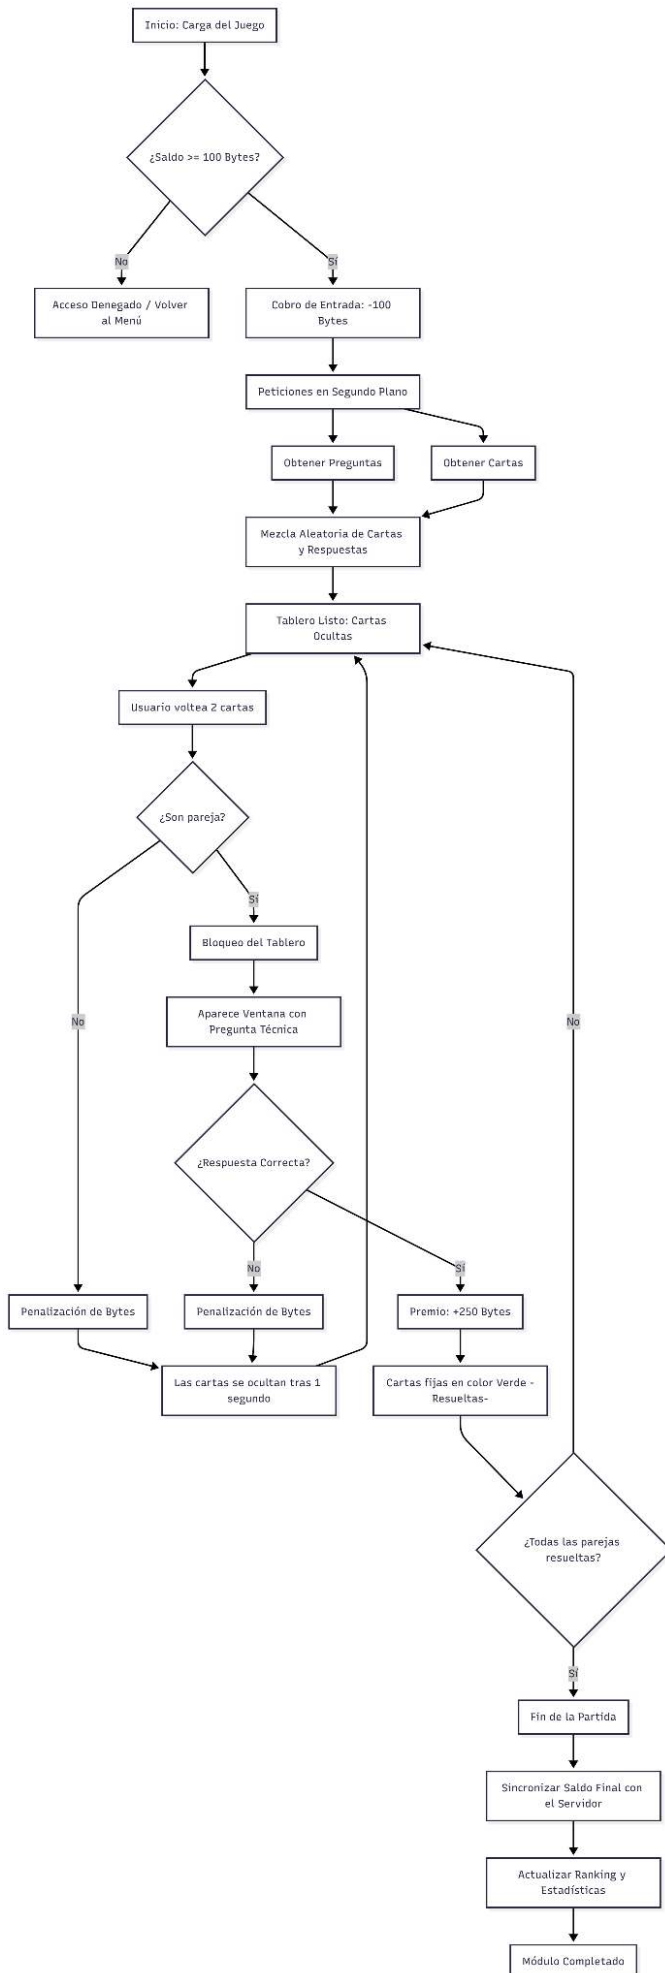 Inicio: Carga del Juego
¿Saldo >= 100 Bytes?
No
Sí
Acceso Denegado / Volver
al Menú
Cobro de Entrada: -100
Bytes
Peticiones en Segundo Plano
Obtener Preguntas
Obtener Cartas
Mezcla Aleatoria de Cartas
y Respuestas
Tablero Listo: Cartas
Ocultas
Usuario voltea 2 cartas
¿Son pareja?
Sí
Bloqueo del Tablero
Aparece Ventana con
Pregunta Técnica
No
No
¿Respuesta Correcta?
No
Sí
Penalización de Bytes
Penalización de Bytes
Premio: +250 Bytes
Las cartas se ocultan tras 1
segundo
Cartas fijas en color Verde -
Resueltas-
¿Todas las parejas
resueltas?
Sí
Fin de la Partida
Sincronizar Saldo Final con
el Servidor
Actualizar Ranking y
Estadísticas
Módulo Completado